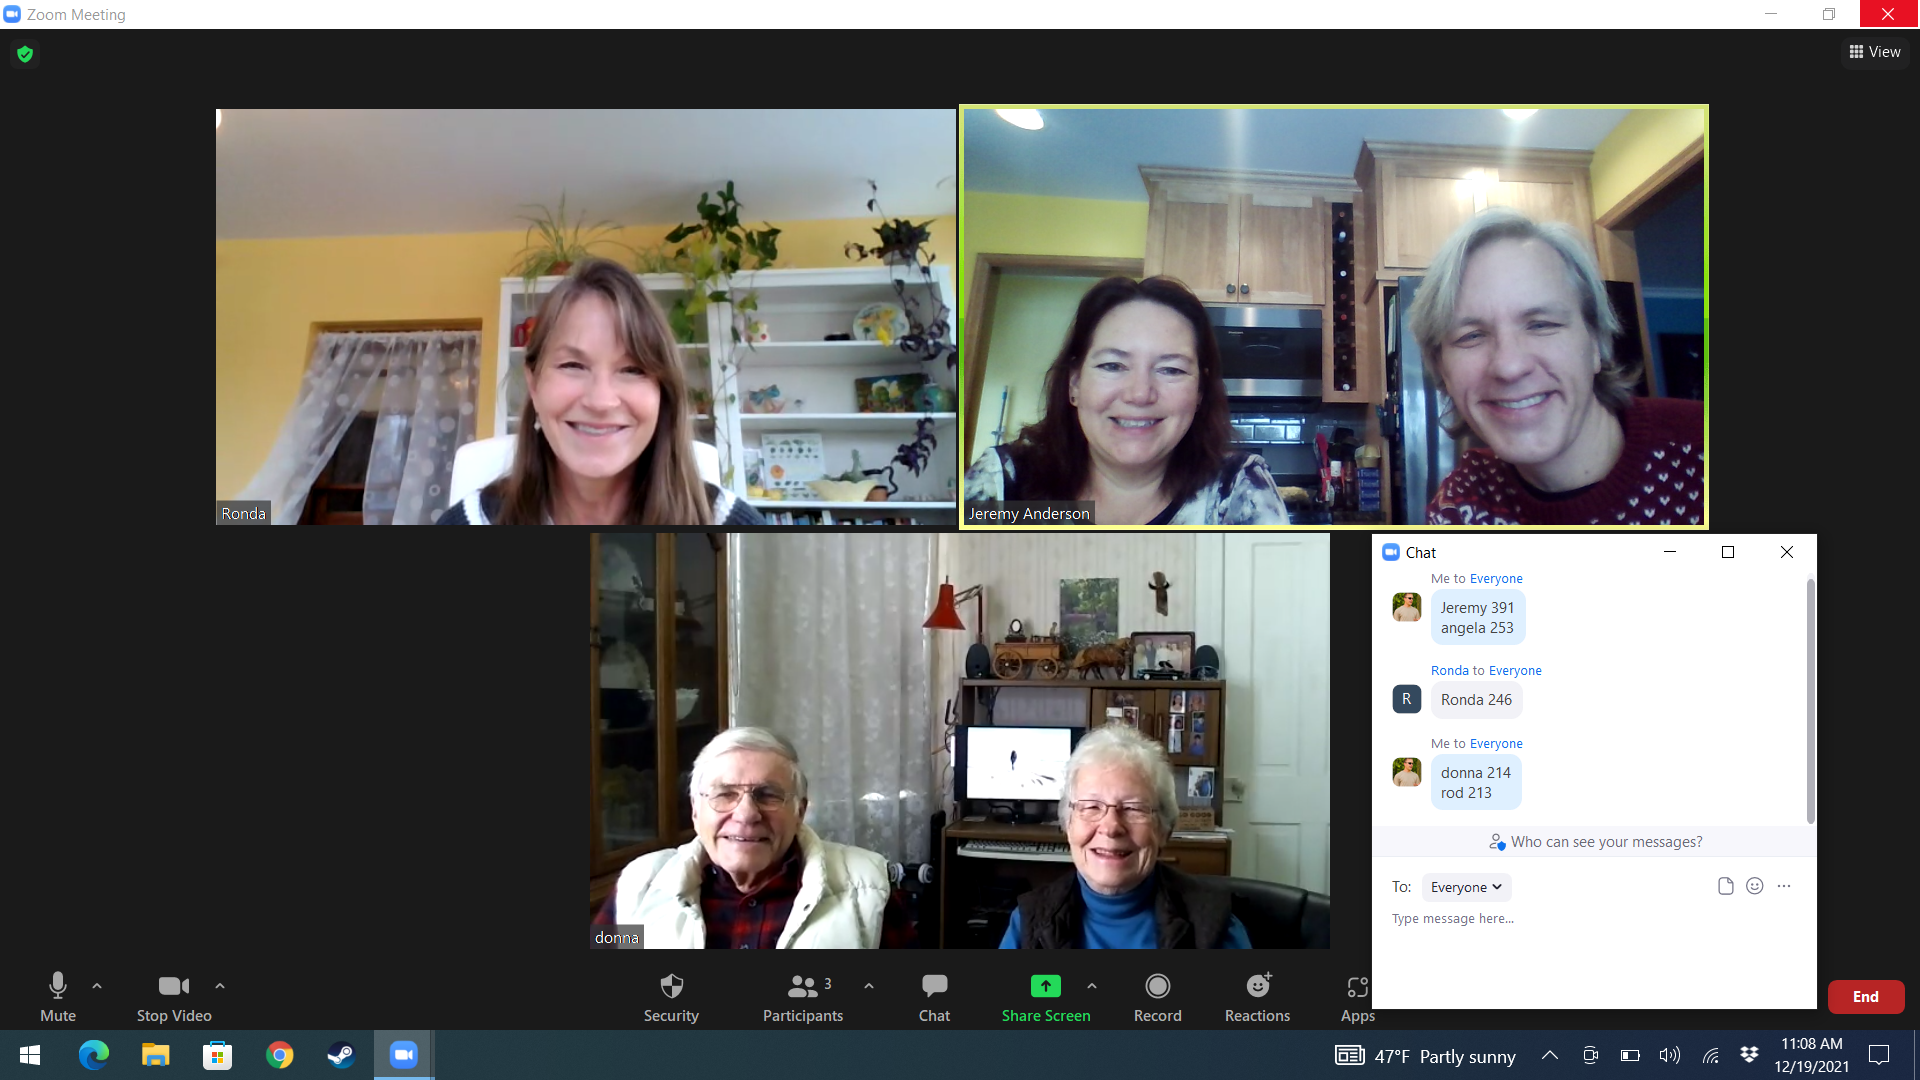 Zoom Meeting
View
Ronda
Jeremy Anderson
donna
Chat
Me to Everyone
Jeremy 391
angela 253
Ronda to Everyone
R
Ronda 246
Me to Everyone
donna 214
rod 213
Who can see your messages?
To: Everyone
Type message here...
Mute
Stop Video
Security
Participants 3
Chat
Share Screen
Record
Reactions
Apps
End
47°F Partly sunny
11:08 AM
12/19/2021